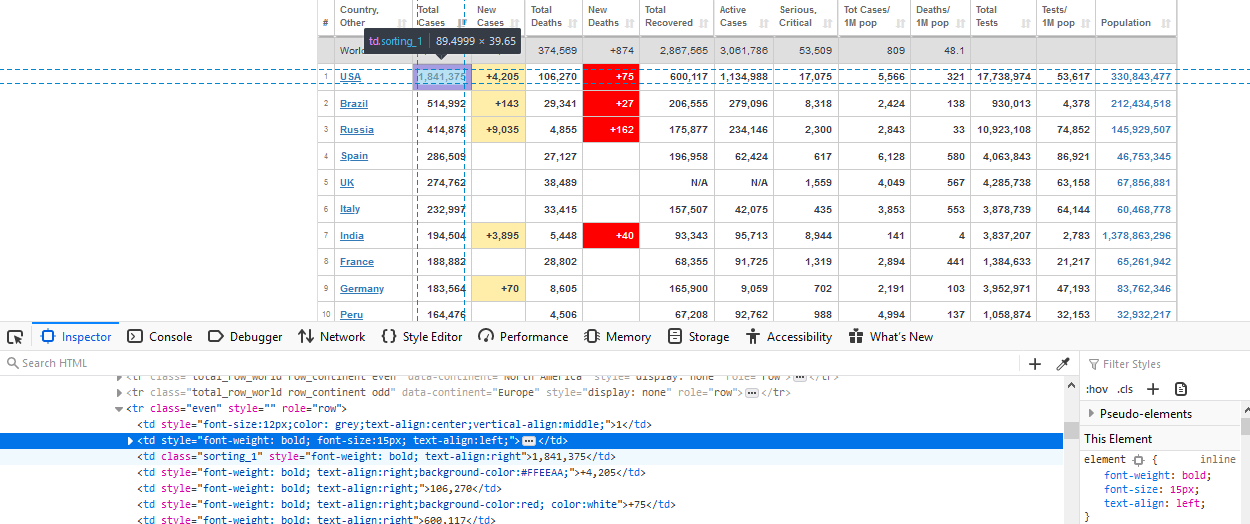 # Country, Other Total Cases New Cases Total Deaths New Deaths Total Recovered Active Cases Serious, Critical Tot Cases/ 1M pop Deaths/ 1M pop Total Tests Tests/ 1M pop Population
World 374,569 +874 2,867,565 3,061,786 53,509 809 48.1
td.sorting_1 89.4999 × 39.65
1 USA 1,841,375 +4,205 106,270 +75 600,117 1,134,988 17,075 5,566 321 17,738,974 53,617 330,843,477
2 Brazil 514,992 +143 29,341 +27 206,555 279,096 8,318 2,424 138 930,013 4,378 212,434,518
3 Russia 414,878 +9,035 4,855 +162 175,877 234,146 2,300 2,843 33 10,923,108 74,852 145,929,507
4 Spain 286,509 27,127 196,958 62,424 617 6,128 580 4,063,843 86,921 46,753,345
5 UK 274,762 38,489 N/A N/A 1,559 4,049 567 4,285,738 63,158 67,856,881
6 Italy 232,997 33,415 157,507 42,075 435 3,853 553 3,878,739 64,144 60,468,778
7 India 194,504 +3,895 5,448 +40 93,343 95,713 8,944 141 4 3,837,207 2,783 1,378,863,296
8 France 188,882 28,802 68,355 91,725 1,319 2,894 441 1,384,633 21,217 65,261,942
9 Germany 183,564 +70 8,605 165,900 9,059 702 2,191 103 3,952,971 47,193 83,762,346
10 Peru 164,476 4,506 67,208 92,762 988 4,994 137 1,058,874 32,153 32,932,217
Inspector Console Debugger Network {} Style Editor Performance Memory Storage Accessibility What's New
Search HTML
Filter Styles
<tr class="total_row_world row_continent even" data-continent="North America" style="display: none" role="row"></tr>
<tr class="total_row_world row_continent odd" data-continent="Europe" style="display: none" role="row"></tr>
<tr class="even" style="" role="row">
<td style="font-size:12px;color: grey;text-align:center;vertical-align:middle;">1</td>
<td style="font-weight: bold; font-size:15px; text-align:left;"></td>
<td class="sorting_1" style="font-weight: bold; text-align:right">1,841,375</td>
<td style="font-weight: bold; text-align:right;background-color:#FFEEAA;">+4,205</td>
<td style="font-weight: bold; text-align:right;">106,270</td>
<td style="font-weight: bold; text-align:right;background-color:red; color:white">+75</td>
<td style="font-weight: bold; text-align:right">600,117</td>
:hov .cls
Pseudo-elements
This Element
element { inline
font-weight: bold;
font-size: 15px;
text-align: left;
}